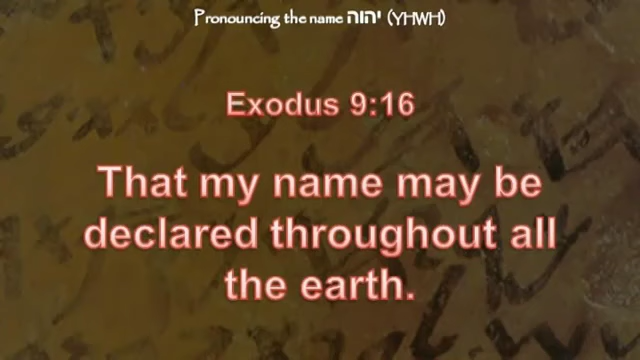 Pronouncing the name יהוה (YHWH)
Exodus 9:16
That my name may be
declared throughout all
the earth.